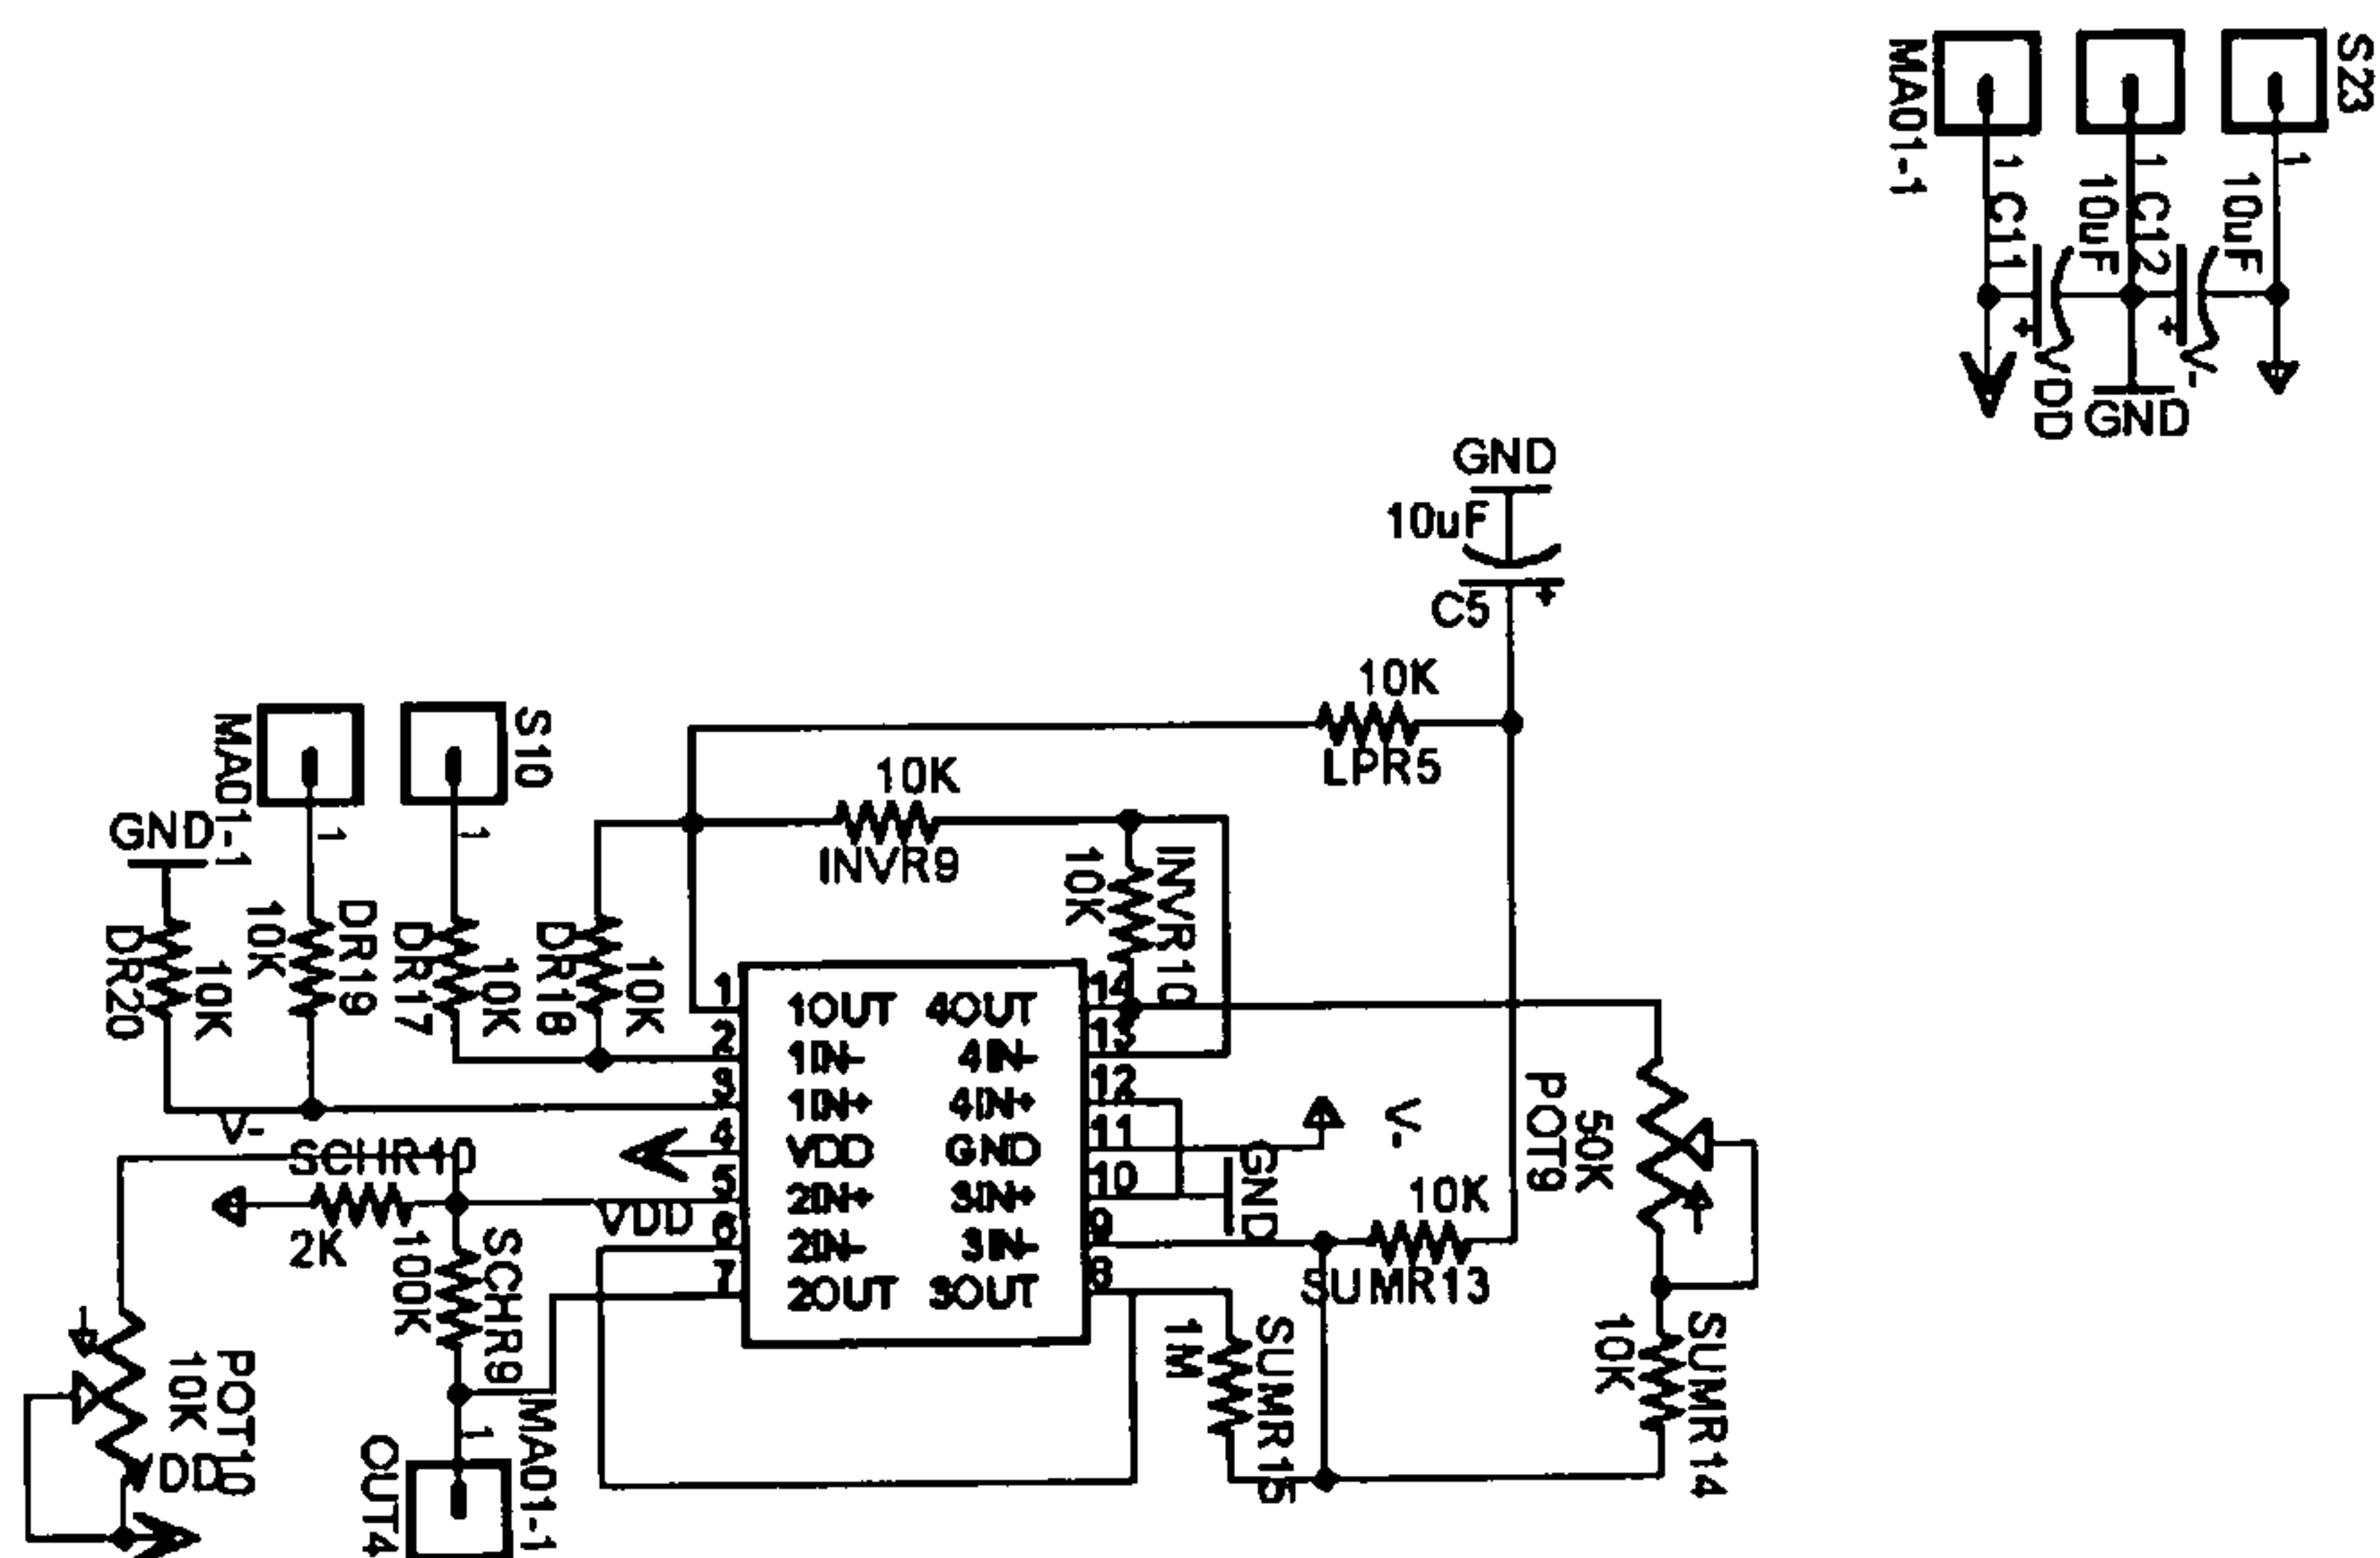 MA01-1
S23
1
1
1
C11
10uF
C12
10uF
VDD
GND
V-
GND
10uF
C5
10K
LPR5
MA01-1
S10
10K
INVR9
GND
1
1
10K
INVR10
DR20
10K
10K
DR19
DR17
10K
DR18
10K
1
1OUT
4OUT
14
2
1IN-
4IN-
13
3
1IN+
4IN+
12
4
VDD
GND
11
5
2IN+
3IN+
10
6
2IN-
3IN-
9
7
2OUT
3OUT
8
V-
SCHR10
2K
VDD
100K
SCHR9
V-
GND
10K
SUMR13
POT9
50K
1M
SUMR15
10K
SUMR14
10K
POT10
VDD
1
MA01-1
OUT4